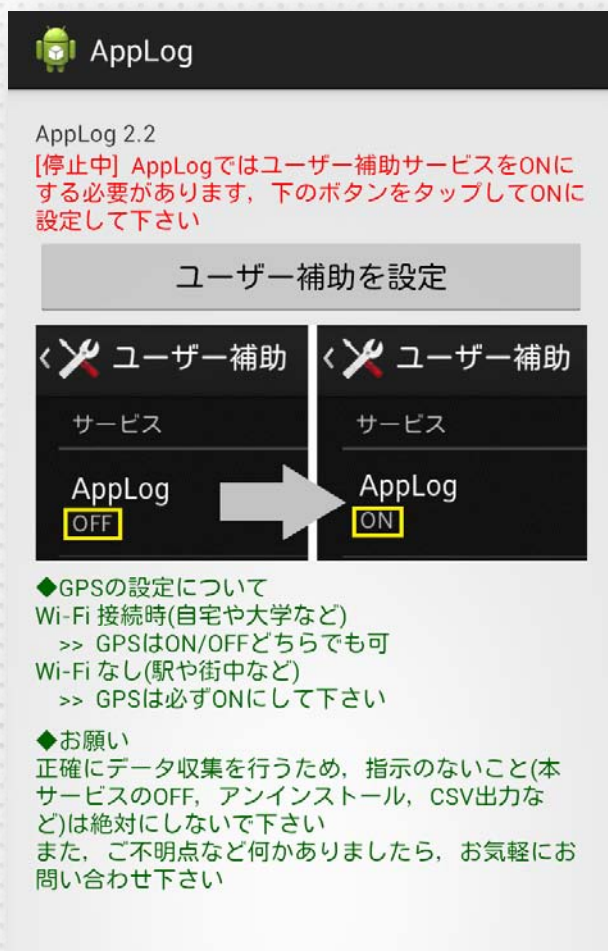 AppLog
AppLog 2.2
[停止中] AppLogではユーザー補助サービスをONに
する必要があります，下のボタンをタップしてONに
設定して下さい
ユーザー補助を設定
ユーザー補助
サービス
AppLog
OFF
ユーザー補助
サービス
AppLog
ON
◆GPSの設定について
Wi-Fi 接続時(自宅や大学など)
>> GPSはON/OFFどちらでも可
Wi-Fi なし(駅や街中など)
>> GPSは必ずONにして下さい
◆お願い
正確にデータ収集を行うため，指示のないこと(本
サービスのOFF，アンインストール，CSV出力な
ど)は絶対にしないで下さい
また，ご不明点など何かありましたら，お気軽にお
問い合わせ下さい